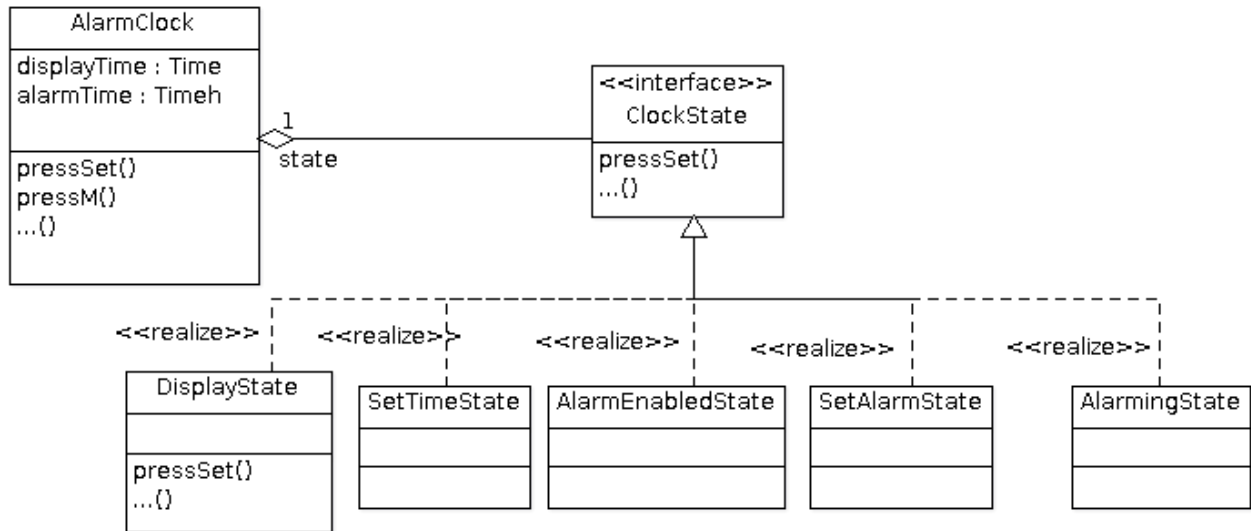 AlarmClock
displayTime : Time
alarmTime : Timeh
pressSet()
pressM()
...()
1
state
<<interface>>
ClockState
pressSet()
...()
<<realize>>
<<realize>>
<<realize>>
<<realize>>
<<realize>>
DisplayState
pressSet()
...()
SetTimeState
AlarmEnabledState
SetAlarmState
AlarmingState